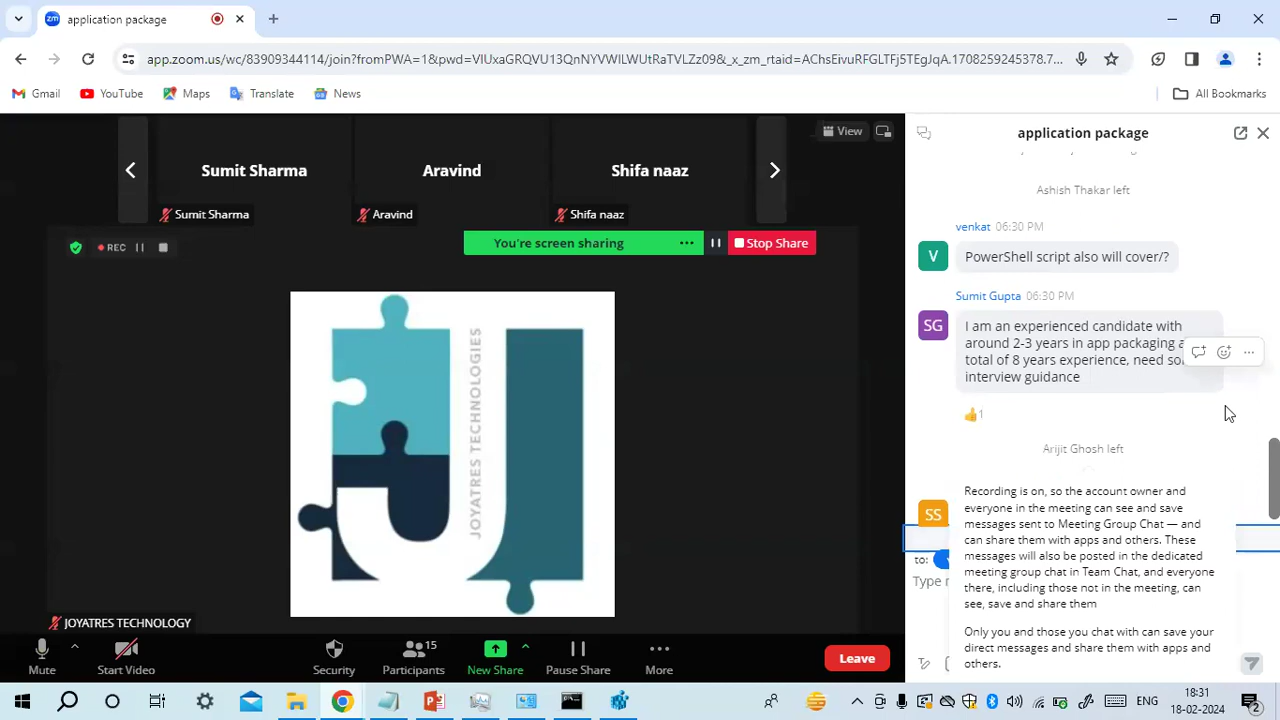 application package
app.zoom.us/wc/83909344114/join?fromPWA=1&pwd=VIUxaGRQVU13QnNYVWlLWUtRaTVLZz09&_x_zm_rtaid=AChsEivuRFGLTFj5TEgJqA.1708259245378.7...
Gmail
YouTube
Maps
Translate
News
All Bookmarks
View
Sumit Sharma
Aravind
Shifa naaz
Sumit Sharma
Aravind
Shifa naaz
REC
You're screen sharing
Stop Share
JOYATRES TECHNOLOGIES
JOYATRES TECHNOLOGY
Mute
Start Video
Security
15
Participants
New Share
Pause Share
More
Leave
application package
Ashish Thakar left
venkat 06:30 PM
V
PowerShell script also will cover/?
Sumit Gupta 06:30 PM
SG
I am an experienced candidate with
around 2-3 years in app packaging
total of 8 years experience, need
interview guidance
1
Arijit Ghosh left
SS
Recording is on, so the account owner and
everyone in the meeting can see and save
messages sent to Meeting Group Chat — and
can share them with apps and others. These
messages will also be posted in the dedicated
meeting group chat in Team Chat, and everyone
there, including those not in the meeting, can
see, save and share them
Only you and those you chat with can save your
direct messages and share them with apps and
others.
to:
Type
ENG
18:31
18-02-2024
2